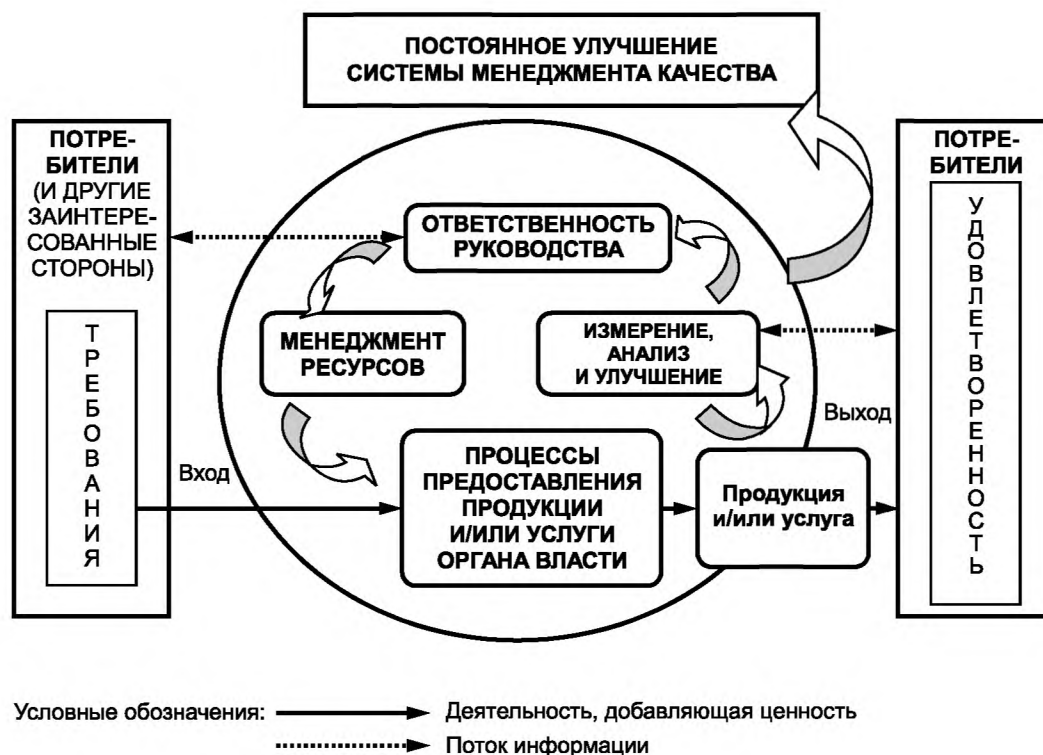 ПОСТОЯННОЕ УЛУЧШЕНИЕ
СИСТЕМЫ МЕНЕДЖМЕНТА КАЧЕСТВА
ПОТРЕ-
БИТЕЛИ
(И ДРУГИЕ
ЗАИНТЕРЕ-
СОВАННЫЕ
СТОРОНЫ)
ТРЕБОВАНИЯ
Вход
ОТВЕТСТВЕННОСТЬ
РУКОВОДСТВА
МЕНЕДЖМЕНТ
РЕСУРСОВ
ИЗМЕРЕНИЕ,
АНАЛИЗ
И УЛУЧШЕНИЕ
ПРОЦЕССЫ
ПРЕДОСТАВЛЕНИЯ
ПРОДУКЦИИ
И/ИЛИ УСЛУГИ
ОРГАНА ВЛАСТИ
Продукция
и/или услуга
Выход
ПОТРЕ-
БИТЕЛИ
УДОВЛЕТВОРЕННОСТЬ
Условные обозначения:
Деятельность, добавляющая ценность
Поток информации